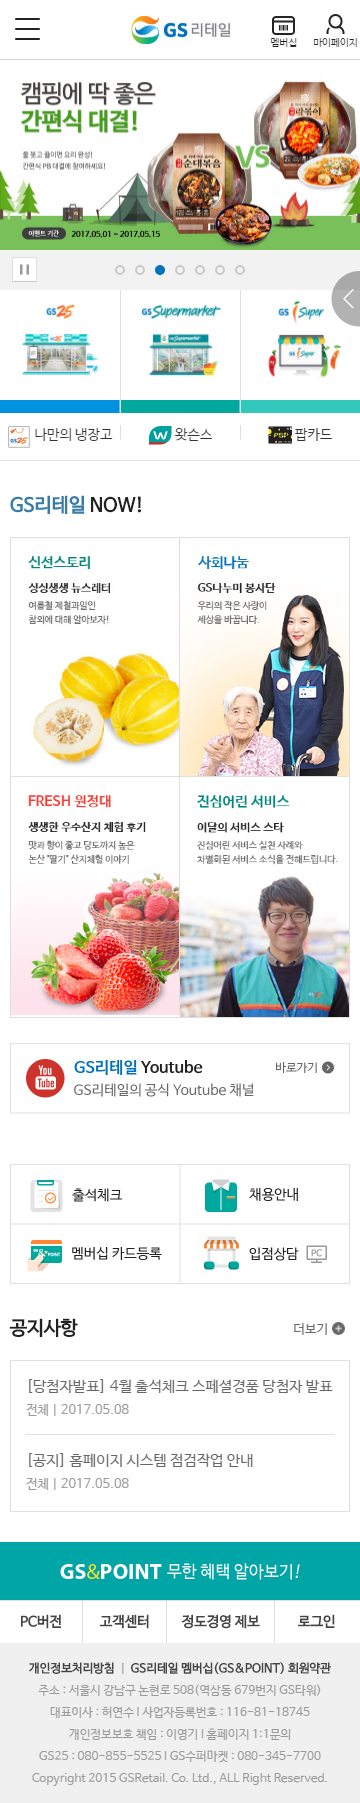 GS 리테일
멤버십
마이페이지
캠핑에 딱 좋은
간편식 대결!
물 붓고 끓이면 요리 완성!
간편식 PB 대결에 참여하세요!
순대볶음
라볶이
VS
이벤트 기간 2017.05.01 ~ 2017.05.15
GS25
GS Supermarket
GS i Super
나만의 냉장고
왓슨스
POP 팝카드
GS리테일 NOW!
신선스토리
싱싱생생 뉴스레터
여름철 제철과일인
참외에 대해 알아보자!
사회나눔
GS나누미 봉사단
우리의 작은 사랑이
세상을 바꿉니다.
FRESH 원정대
생생한 우수산지 체험 후기
맛과 향이 좋고 당도까지 높은
논산 "딸기" 산지체험 이야기
진심어린 서비스
이달의 서비스 스타
진심어린 서비스 실천 사례와
차별화된 서비스 소식을 전해드립니다.
You Tube
GS리테일 Youtube
바로가기
GS리테일의 공식 Youtube 채널
출석체크
채용안내
POINT
멤버십 카드등록
입점상담 PC
공지사항
더보기
[당첨자발표] 4월 출석체크 스페셜경품 당첨자 발표
전체 | 2017.05.08
[공지] 홈페이지 시스템 점검작업 안내
전체 | 2017.05.08
GS&POINT 무한 혜택 알아보기!
PC버전
고객센터
정도경영 제보
로그인
개인정보처리방침 | GS리테일 멤버십(GS&POINT) 회원약관
주소 : 서울시 강남구 논현로 508(역삼동 679번지 GS타워)
대표이사 : 허연수 I 사업자등록번호 : 116-81-18745
개인정보보호 책임 : 이영기 I 홈페이지 1:1문의
GS25 : 080-855-5525 I GS수퍼마켓 : 080-345-7700
Copyright 2015 GSRetail. Co. Ltd., ALL Right Reserved.